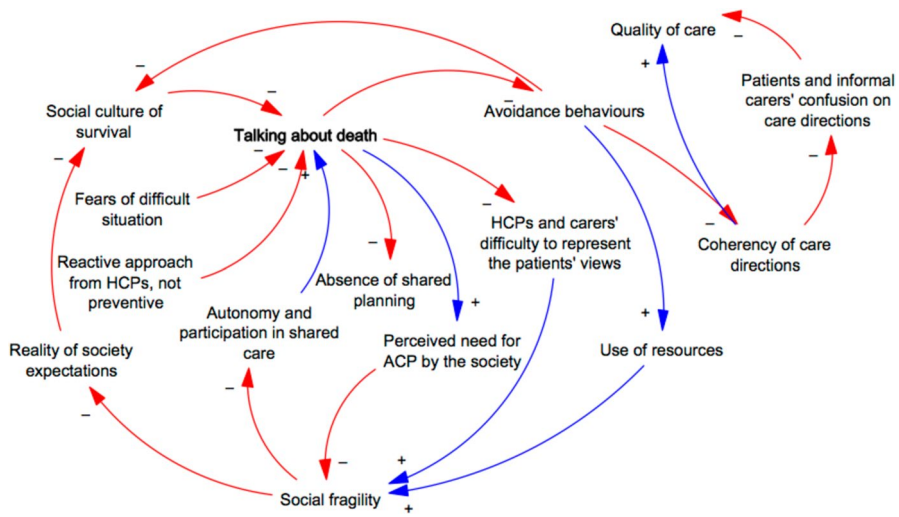 Quality of care
–
–
+
Patients and informal
carers' confusion on
care directions
–
Social culture of
survival
–
Avoidance behaviours
Talking about death
–
–
–
–
+
–
Fears of difficult
situation
–
HCPs and carers'
difficulty to represent
the patients' views
–
Coherency of care
directions
–
Reactive approach
from HCPs, not
preventive
Absence of shared
planning
+
+
Autonomy and
participation in shared
care
Perceived need for
ACP by the society
Reality of society
expectations
Use of resources
–
–
–
+
Social fragility
+